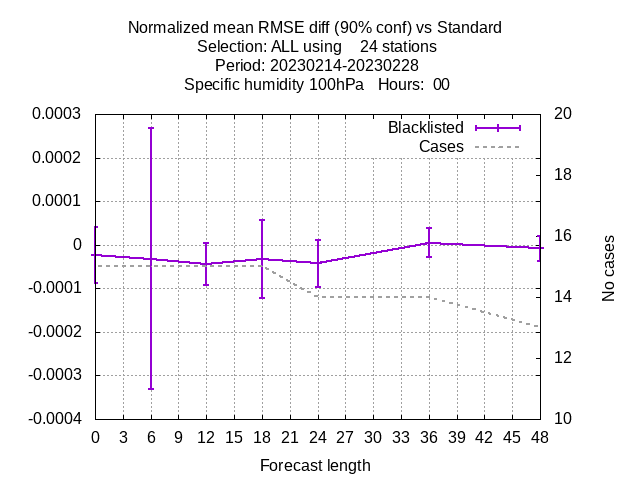 Normalized mean RMSE diff (90% conf) vs Standard
Selection: ALL using    24 stations
Period: 20230214-20230228
Specific humidity 100hPa   Hours:  00
Blacklisted
Cases
0.0003
0.0002
0.0001
0
-0.0001
-0.0002
-0.0003
-0.0004
20
18
16
14
12
10
No cases
0 3 6 9 12 15 18 21 24 27 30 33 36 39 42 45 48
Forecast length